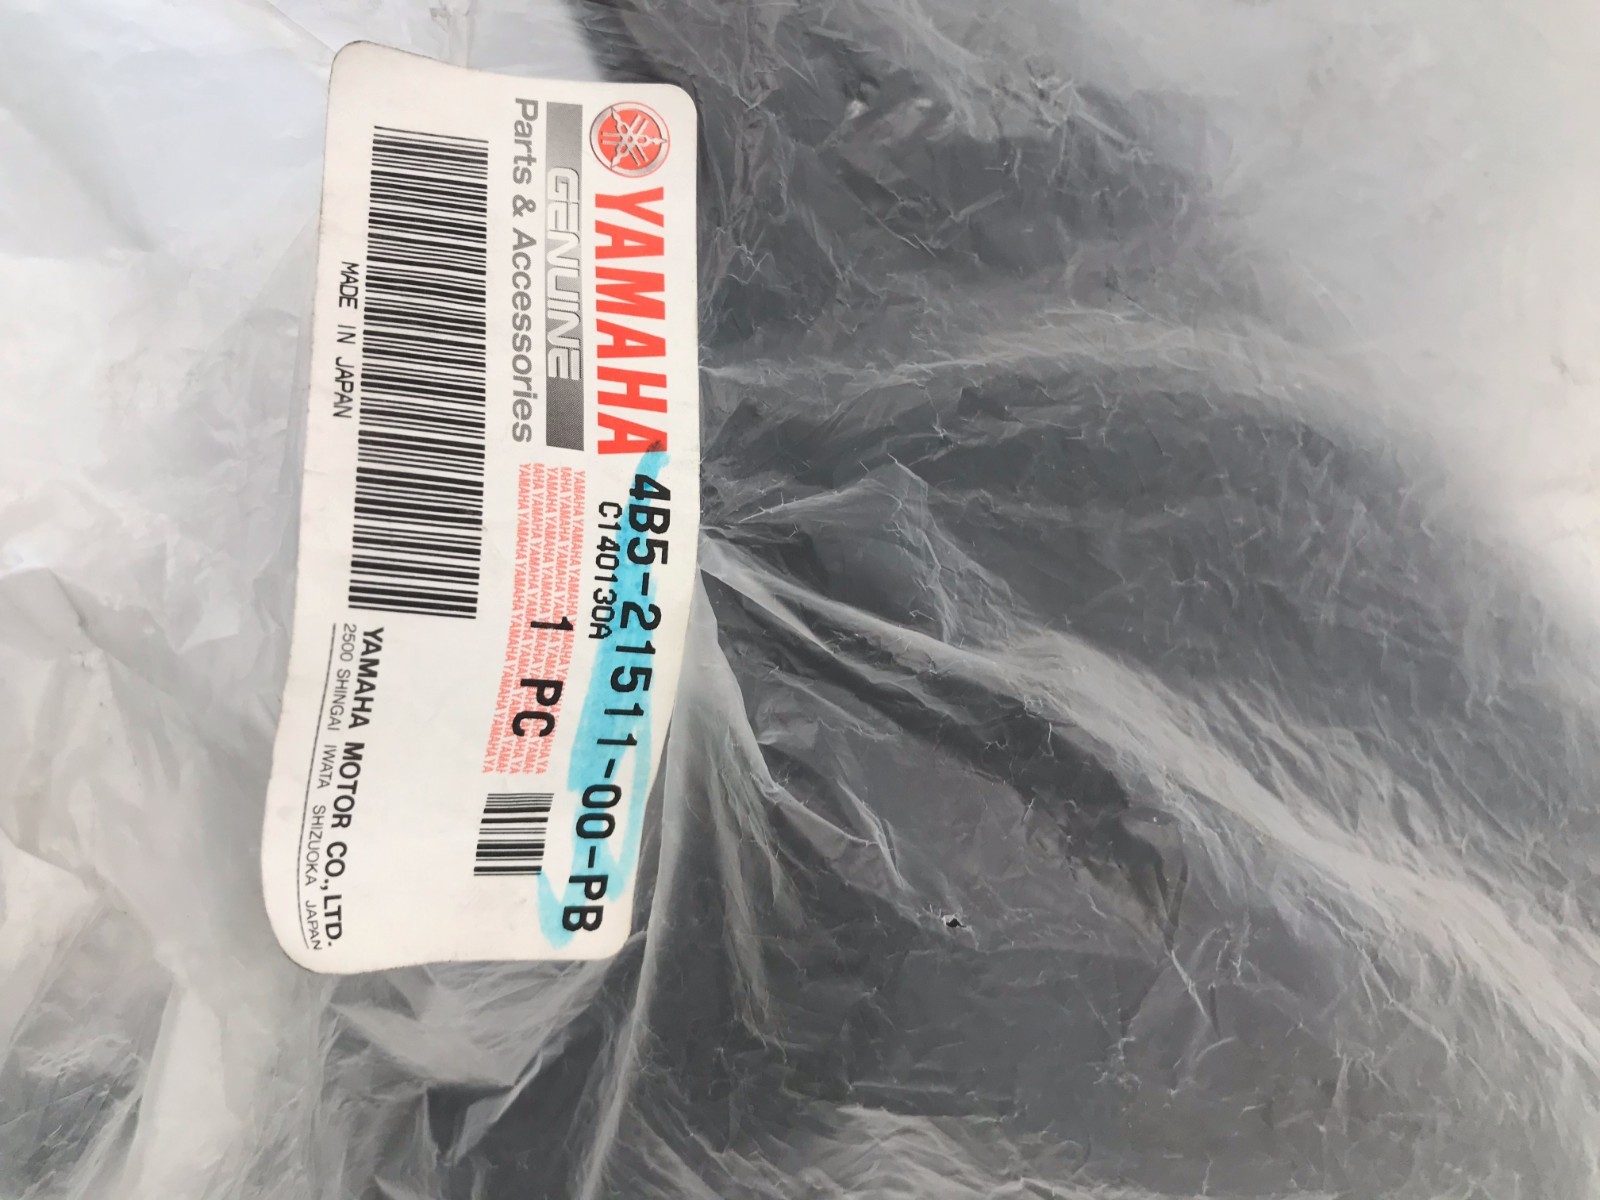 YAMAHA
GENUINE
Parts & Accessories
4B5-21511-00-PB
C140130A
1 PC
MADE IN JAPAN
YAMAHA MOTOR CO., LTD.
2500 SHINGAI IWATA SHIZUOKA JAPAN